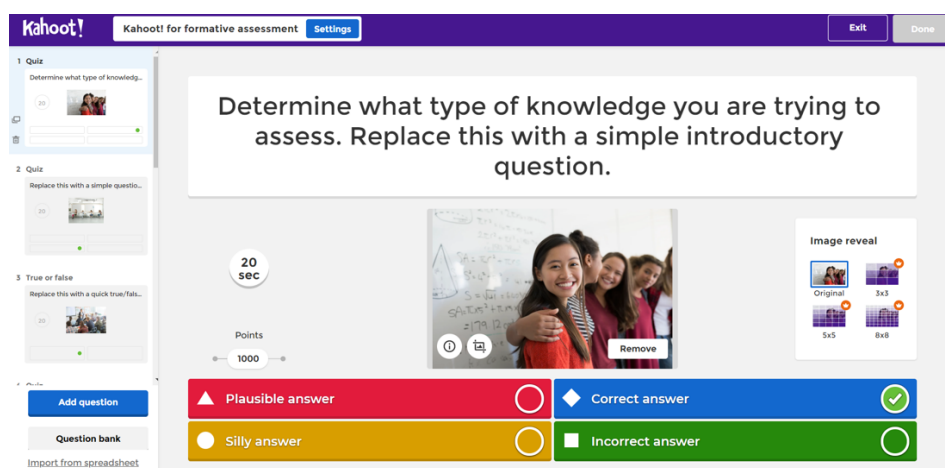 Kahoot!
Kahoot! for formative assessment
Settings
Exit
Done
1 Quiz
Determine what type of knowledg...
20
2 Quiz
Replace this with a simple questio...
20
3 True or false
Replace this with a quick true/fals...
20
Add question
Question bank
Import from spreadsheet
Determine what type of knowledge you are trying to
assess. Replace this with a simple introductory
question.
20
sec
Points
1000
Remove
Image reveal
Original
3x3
5x5
8x8
Plausible answer
Correct answer
Silly answer
Incorrect answer